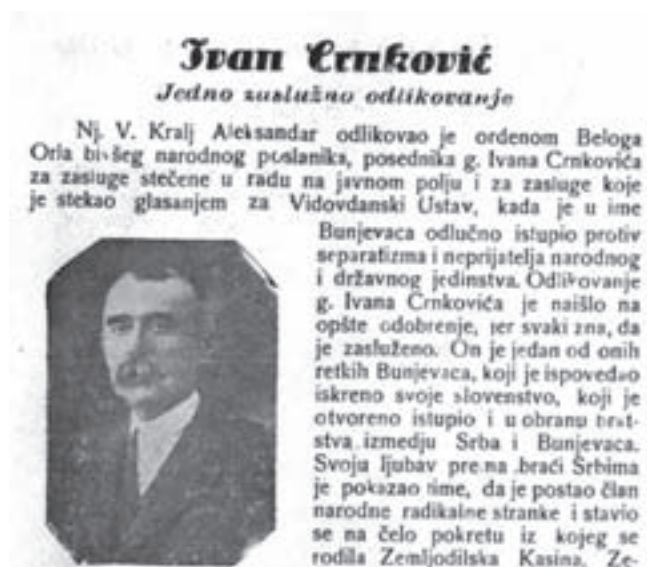 Ivan Crnković
Jedno zaslužno odlikovanje
Nj. V. Kralj Aleksandar odlikovao je ordenom Beloga
Orla bivšeg narodnog poslanika, posednika g. Ivana Crnkovića
za zasluge stečene u radu na javnom polju i za zasluge koje
je stekao glasanjem za Vidovdanski Ustav, kada je u ime
Bunjevaca odlučno istupio protiv
separatizma i neprijatelja narodnog
i državnog jedinstva. Odlikovanje
g. Ivana Crnkovića je naišlo na
opšte odobrenje, jer svaki zna, da
je zasluženo. On je jedan od onih
retkih Bunjevaca, koji je ispovedao
iskreno svoje slovenstvo, koji je
otvoreno istupio i u obranu brat-
stva izmedju Srba i Bunjevaca.
Svoju ljubav prema braći Srbima
je pokazao time, da je postao član
narodne radikalne stranke i stavio
se na čelo pokreta iz kojeg se
rodila Zemljodilska Kasina. Ze-